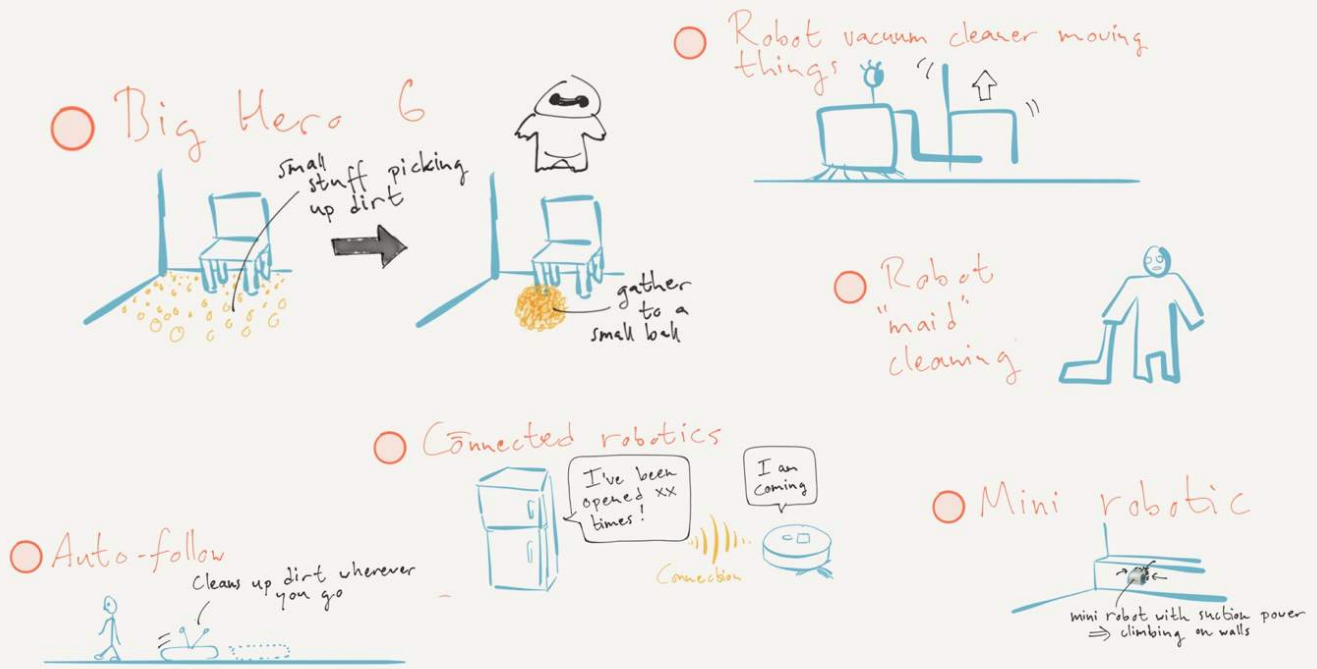 Big Hero 6
small
stuff picking
up dirt
gather
to a
small ball
Robot vacuum cleaner moving
things
Robot
"maid"
cleaning
Connected robotics
I've been
opened xx
times!
I am
coming
Connection
Auto-follow
Cleans up dirt wherever
you go
Mini robotic
mini robot with suction power
⇒ climbing on walls